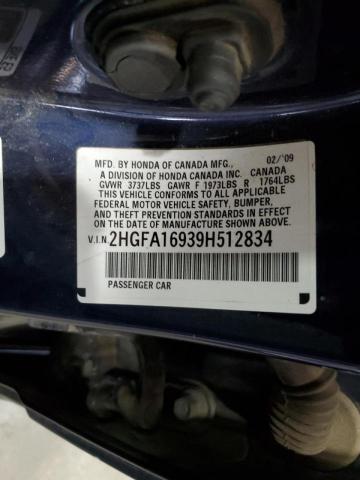 MFD. BY HONDA OF CANADA MFG., 02/'09
A DIVISION OF HONDA CANADA INC. CANADA
GVWR 3737LBS GAWR F 1973LBS R 1764LBS
THIS VEHICLE CONFORMS TO ALL APPLICABLE
FEDERAL MOTOR VEHICLE SAFETY, BUMPER,
AND THEFT PREVENTION STANDARDS IN EFFECT
ON THE DATE OF MANUFACTURE SHOWN ABOVE.
V.I.N. 2HGFA16939H512834
PASSENGER CAR